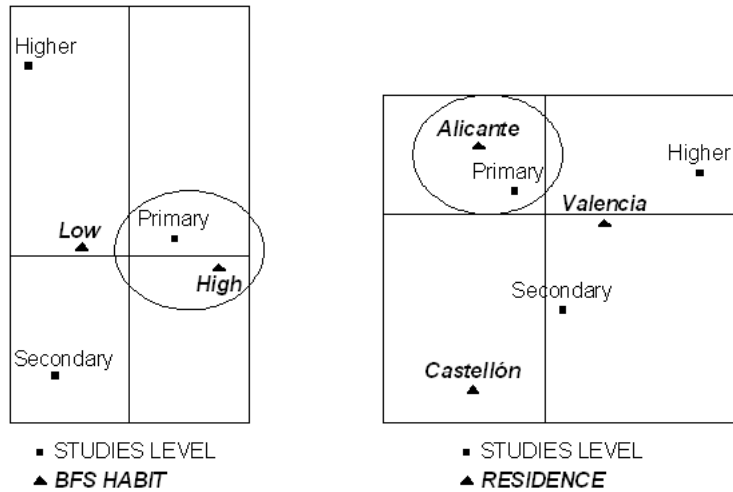 Higher
Primary
Low
High
Secondary
STUDIES LEVEL
BFS HABIT
Alicante
Primary
Higher
Valencia
Secondary
Castellón
STUDIES LEVEL
RESIDENCE